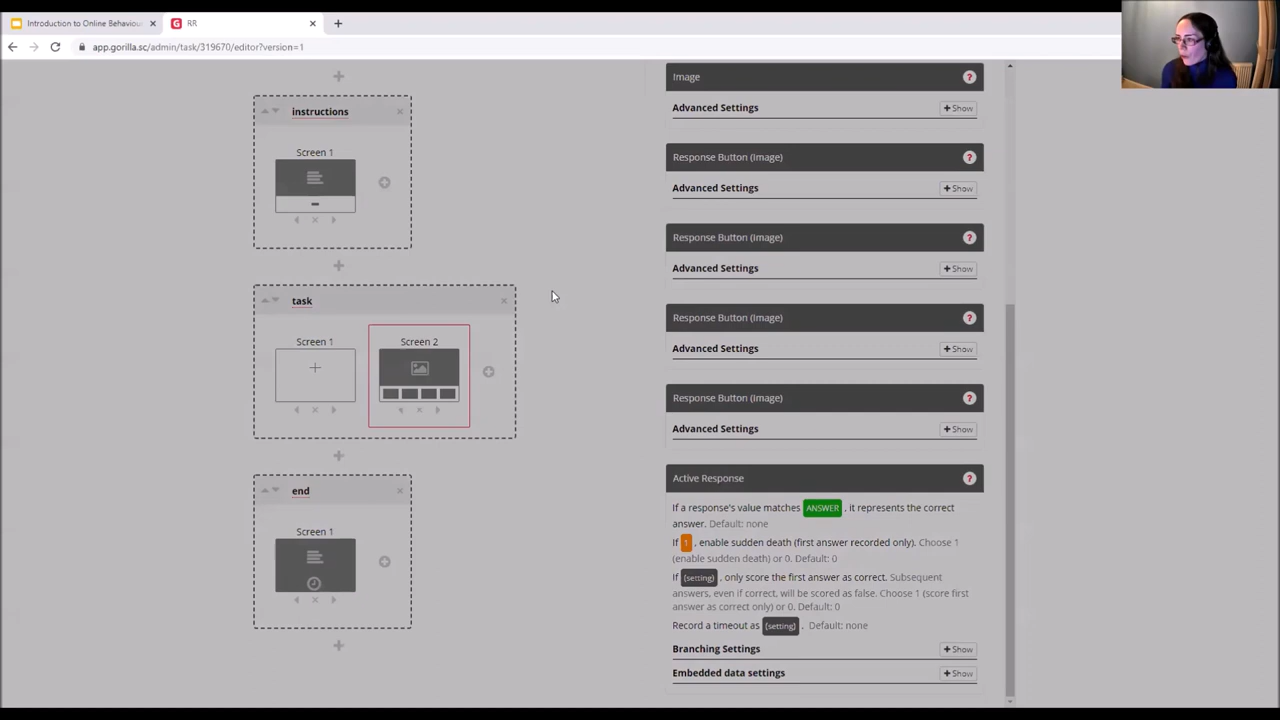 Introduction to Online Behaviou
RR
app.gorilla.sc/admin/task/319670/editor?version=1
instructions
Screen 1
task
Screen 1
Screen 2
end
Screen 1
Image
Advanced Settings
Show
Response Button (Image)
Advanced Settings
Show
Response Button (Image)
Advanced Settings
Show
Response Button (Image)
Advanced Settings
Show
Response Button (Image)
Advanced Settings
Show
Active Response
If a response's value matches ANSWER , it represents the correct
answer. Default: none
If 1 , enable sudden death (first answer recorded only). Choose 1
(enable sudden death) or 0. Default: 0
If [setting] , only score the first answer as correct. Subsequent
answers, even if correct, will be scored as false. Choose 1 (score first
answer as correct only) or 0. Default: 0
Record a timeout as [setting] . Default: none
Branching Settings
Show
Embedded data settings
Show